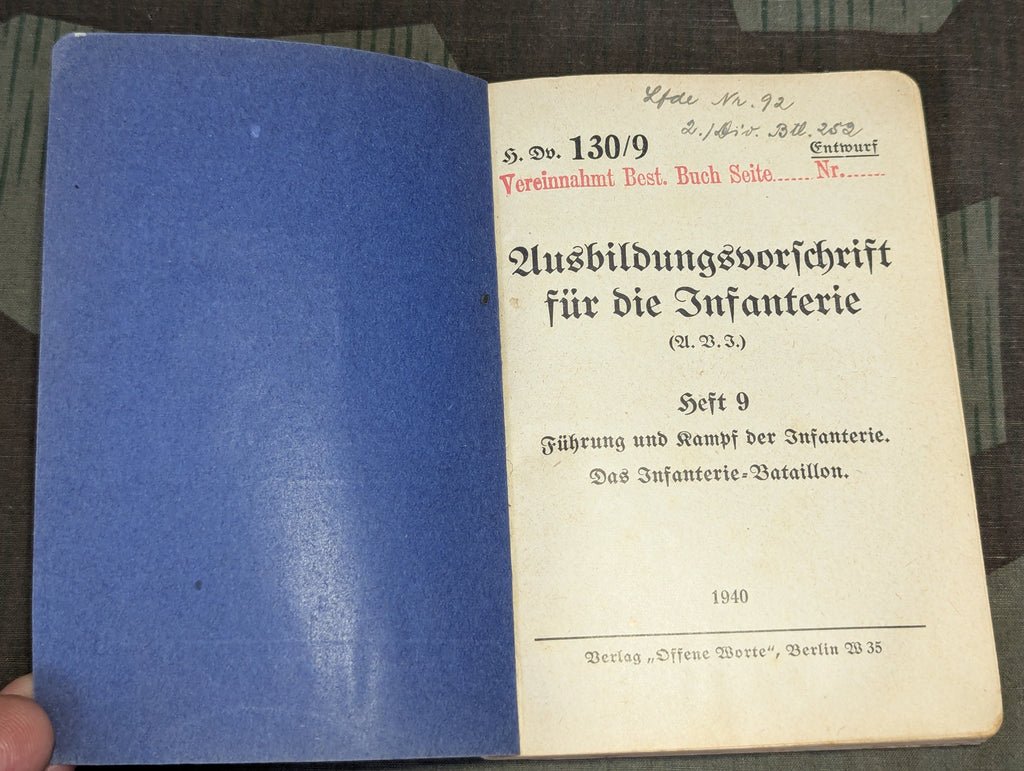 Lfde Nr. 92
2./Div. Btl. 252
H. Dv. 130/9
Entwurf
Vereinnahmt Best. Buch Seite...... Nr.......
Ausbildungsvorschrift
für die Infanterie
(A. V. I.)
Heft 9
Führung und Kampf der Infanterie.
Das Infanterie-Bataillon.
1940
Verlag „Offene Worte“, Berlin W 35